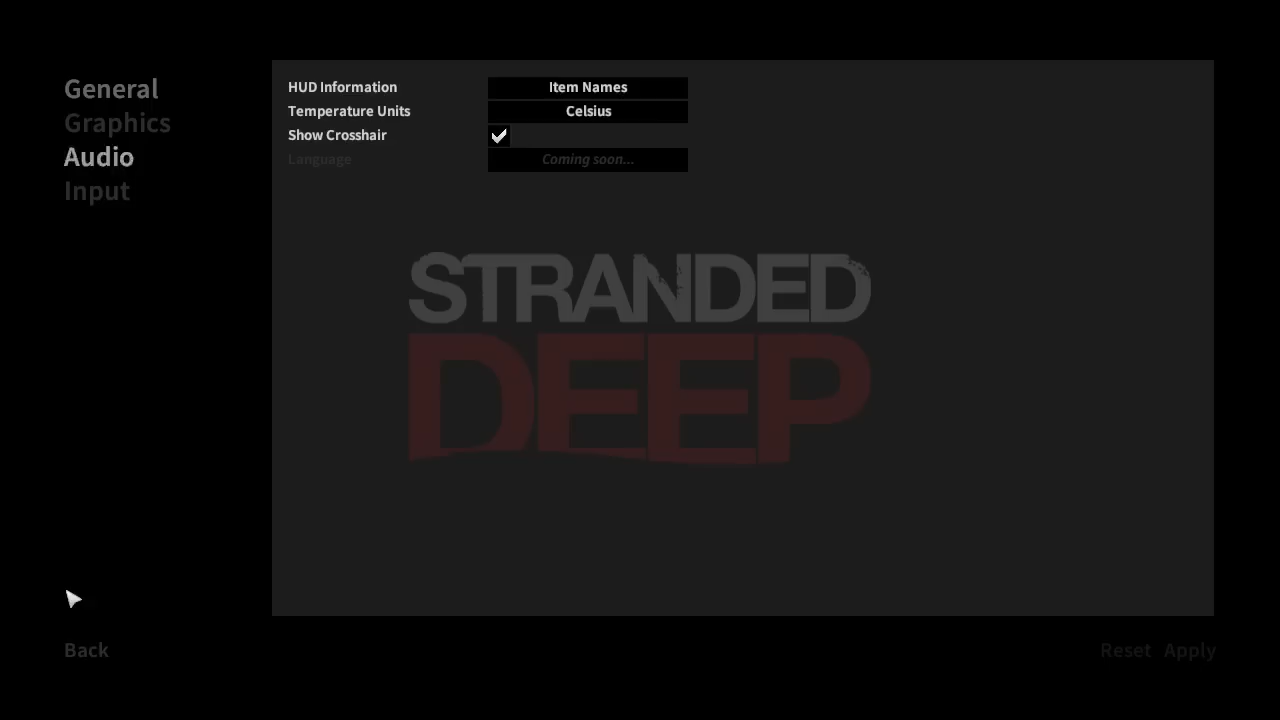 General
Graphics
Audio
Input
HUD Information Item Names
Temperature Units Celsius
Show Crosshair
Language Coming soon...
STRANDED
DEEP
Back
Reset Apply